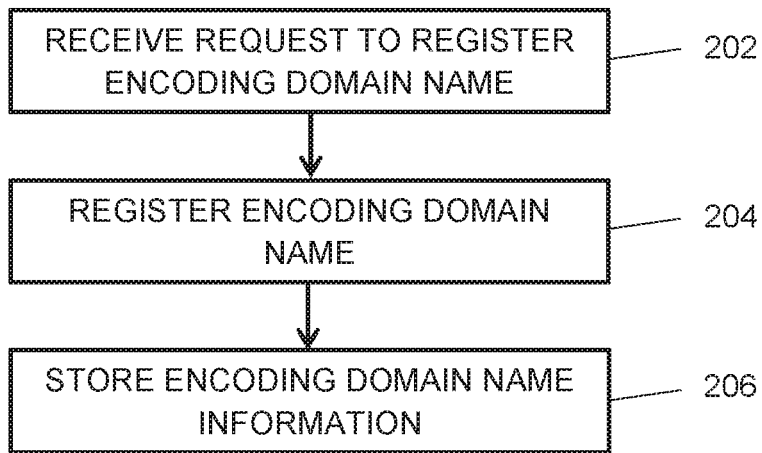 RECEIVE REQUEST TO REGISTER
ENCODING DOMAIN NAME
202
REGISTER ENCODING DOMAIN
NAME
204
STORE ENCODING DOMAIN NAME
INFORMATION
206